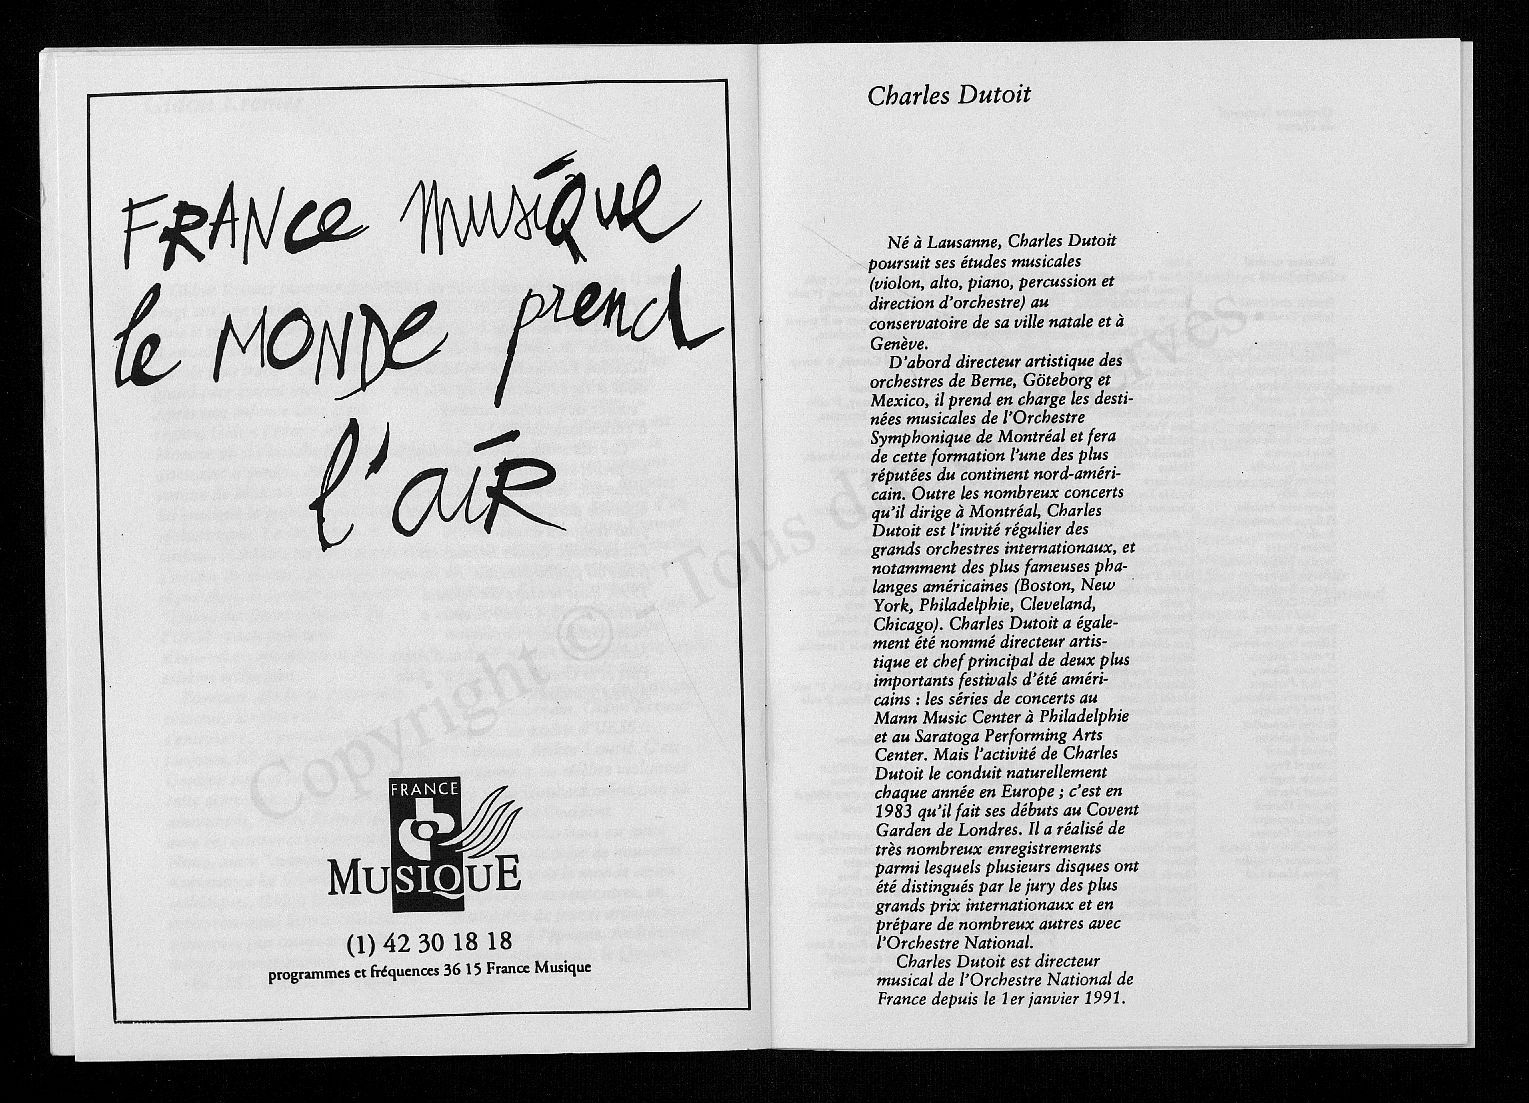 FRANCe musique
le MONDe prend
l'aiR
FRANCE
MUSIQUE
(1) 42 30 18 18
programmes et fréquences 36 15 France Musique
Charles Dutoit
Né à Lausanne, Charles Dutoit
poursuit ses études musicales
(violon, alto, piano, percussion et
direction d'orchestre) au
conservatoire de sa ville natale et à
Genève.
D'abord directeur artistique des
orchestres de Berne, Göteborg et
Mexico, il prend en charge les desti-
nées musicales de l'Orchestre
Symphonique de Montréal et fera
de cette formation l'une des plus
réputées du continent nord-améri-
cain. Outre les nombreux concerts
qu'il dirige à Montréal, Charles
Dutoit est l'invité régulier des
grands orchestres internationaux, et
notamment des plus fameuses pha-
langes américaines (Boston, New
York, Philadelphie, Cleveland,
Chicago). Charles Dutoit a égale-
ment été nommé directeur artis-
tique et chef principal de deux plus
importants festivals d'été améri-
cains : les séries de concerts au
Mann Music Center à Philadelphie
et au Saratoga Performing Arts
Center. Mais l'activité de Charles
Dutoit le conduit naturellement
chaque année en Europe ; c'est en
1983 qu'il fait ses débuts au Covent
Garden de Londres. Il a réalisé de
très nombreux enregistrements
parmi lesquels plusieurs disques ont
été distingués par le jury des plus
grands prix internationaux et en
prépare de nombreux autres avec
l'Orchestre National.
Charles Dutoit est directeur
musical de l'Orchestre National de
France depuis le 1er janvier 1991.
Copyright © - Tous